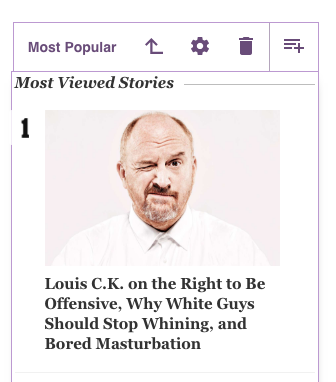 Most Popular
Most Viewed Stories
1
Louis C.K. on the Right to Be
Offensive, Why White Guys
Should Stop Whining, and
Bored Masturbation